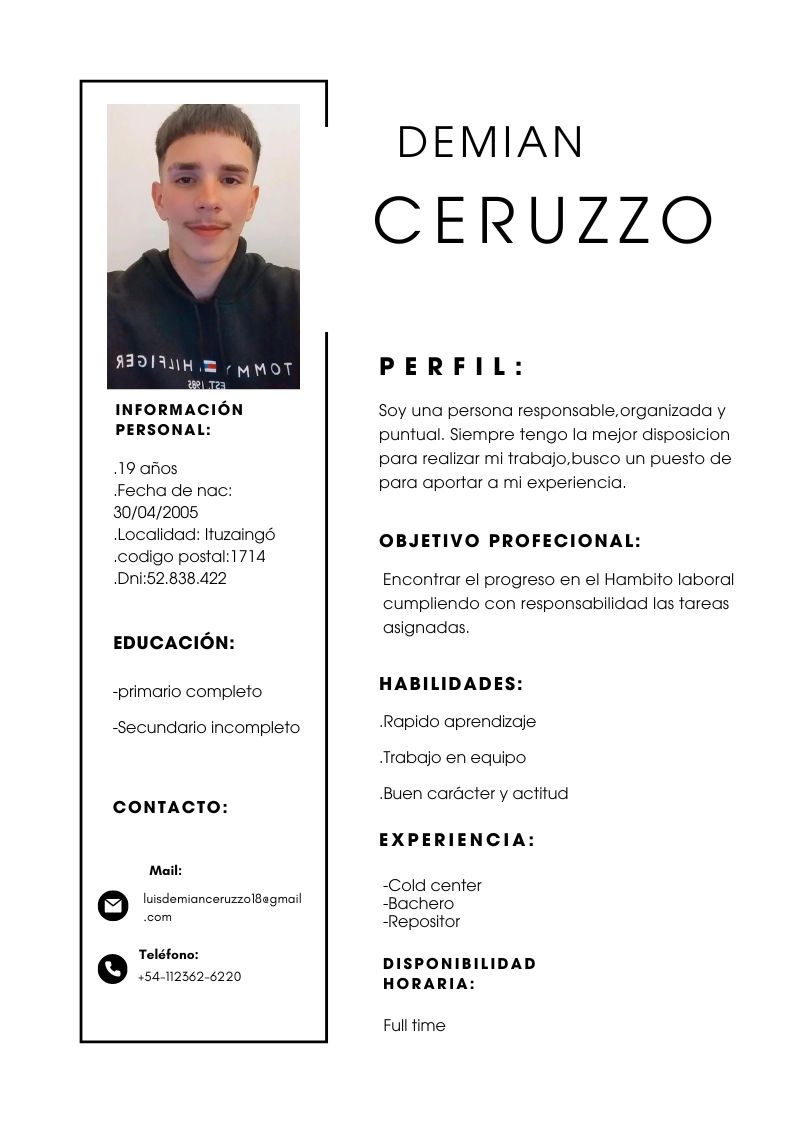 DEMIAN
CERUZZO
TOMMY HILFIGER
EST. 1985
INFORMACIÓN
PERSONAL:
.19 años
.Fecha de nac:
30/04/2005
.Localidad: Ituzaingó
.codigo postal:1714
.Dni:52.838.422
EDUCACIÓN:
-primario completo
-Secundario incompleto
CONTACTO:
Mail:
luisdemianceruzzo18@gmail
.com
Teléfono:
+54-112362-6220
PERFIL:
Soy una persona responsable,organizada y
puntual. Siempre tengo la mejor disposicion
para realizar mi trabajo,busco un puesto de
para aportar a mi experiencia.
OBJETIVO PROFECIONAL:
Encontrar el progreso en el Hambito laboral
cumpliendo con responsabilidad las tareas
asignadas.
HABILIDADES:
.Rapido aprendizaje
.Trabajo en equipo
.Buen carácter y actitud
EXPERIENCIA:
-Cold center
-Bachero
-Repositor
DISPONIBILIDAD
HORARIA:
Full time